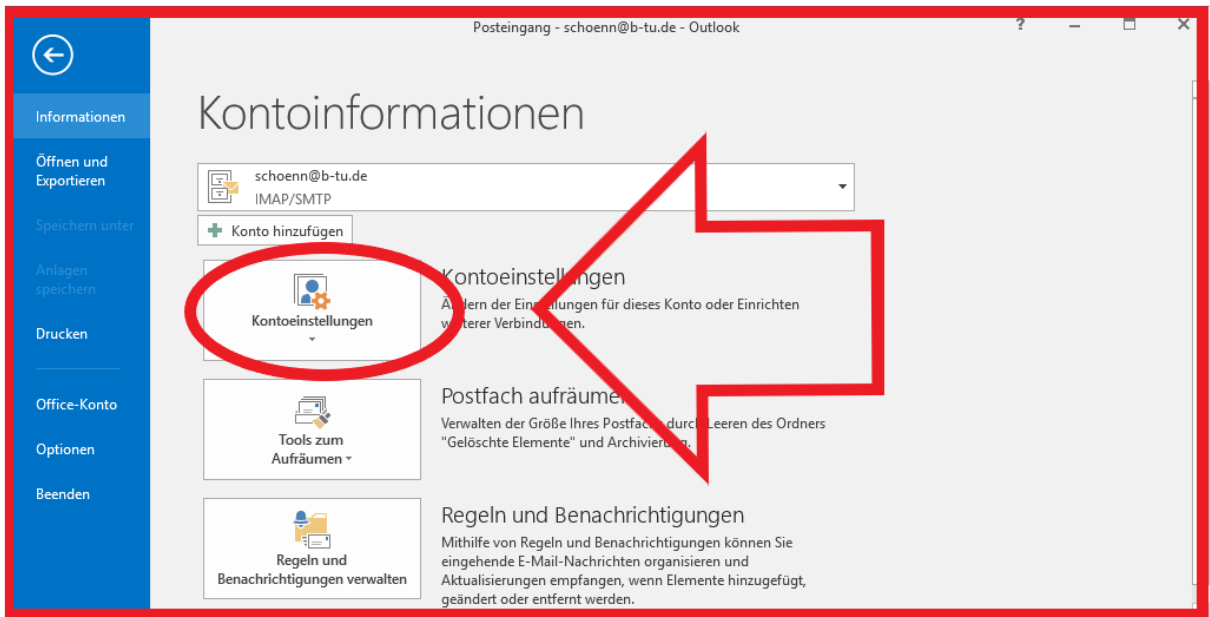 Posteingang - schoenn@b-tu.de - Outlook
?
Informationen
Öffnen und
Exportieren
Speichern unter
Anlagen
speichern
Drucken
Office-Konto
Optionen
Beenden
Kontoinformationen
schoenn@b-tu.de
IMAP/SMTP
Konto hinzufügen
Kontoeinstellungen
Kontoeinstellungen
Ändern der Einstellungen für dieses Konto oder Einrichten
weiterer Verbindungen.
Tools zum
Aufräumen
Postfach aufräumen
Verwalten der Größe Ihres Postfachs durch Leeren des Ordners
"Gelöschte Elemente" und Archivierung.
Regeln und
Benachrichtigungen verwalten
Regeln und Benachrichtigungen
Mithilfe von Regeln und Benachrichtigungen können Sie
eingehende E-Mail-Nachrichten organisieren und
Aktualisierungen empfangen, wenn Elemente hinzugefügt,
geändert oder entfernt werden.